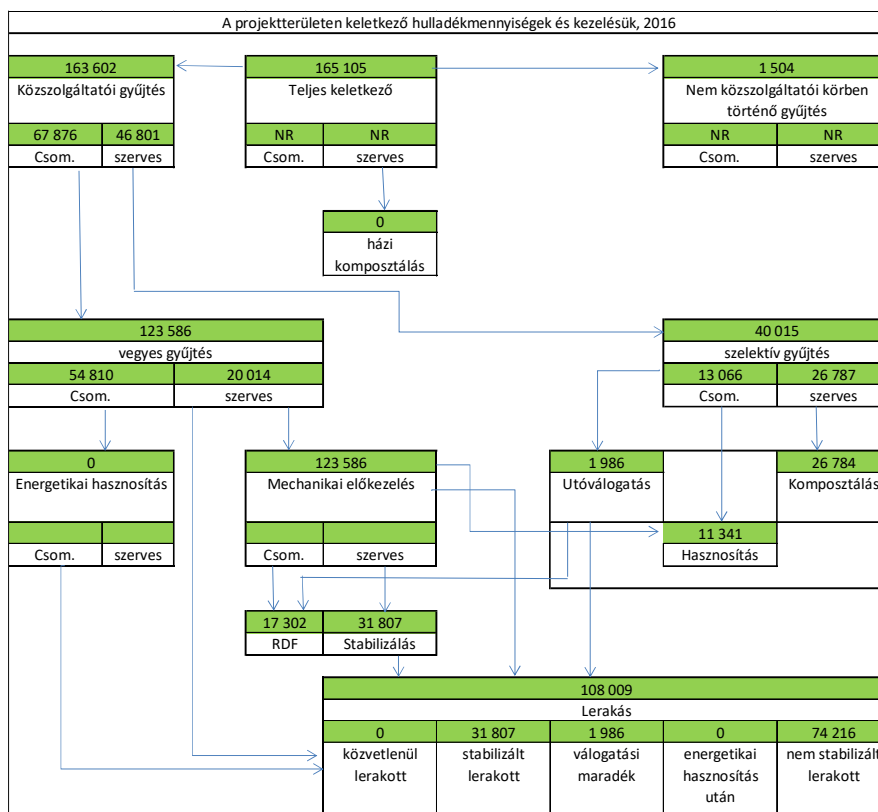 A projektterületen keletkező hulladékmennyiségek és kezelésük, 2016
163 602
Közszolgáltatói gyűjtés
67 876 46 801
Csom. szerves
165 105
Teljes keletkező
NR NR
Csom. szerves
1 504
Nem közszolgáltatói körben
történő gyűjtés
NR NR
Csom. szerves
0
házi
komposztálás
123 586
vegyes gyűjtés
54 810 20 014
Csom. szerves
40 015
szelektív gyűjtés
13 066 26 787
Csom. szerves
0
Energetikai hasznosítás
Csom. szerves
123 586
Mechanikai előkezelés
Csom. szerves
1 986
Utóválogatás
26 784
Komposztálás
11 341
Hasznosítás
17 302 31 807
RDF Stabilizálás
108 009
Lerakás
0 31 807 1 986 0 74 216
közvetlenül stabilizált válogatási energetikai nem stabilizált
lerakott lerakott maradék hasznosítás lerakott
után